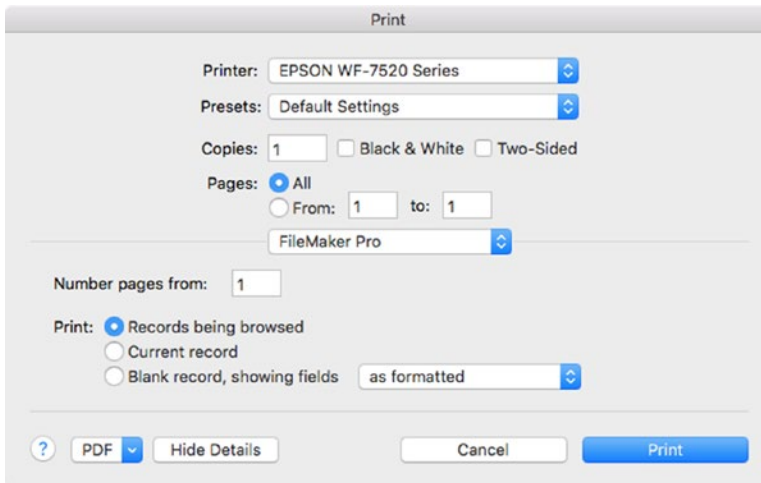 Print
Printer: EPSON WF-7520 Series
Presets: Default Settings
Copies: 1 Black & White Two-Sided
Pages: All
From: 1 to: 1
FileMaker Pro
Number pages from: 1
Print: Records being browsed
Current record
Blank record, showing fields as formatted
? PDF Hide Details Cancel Print